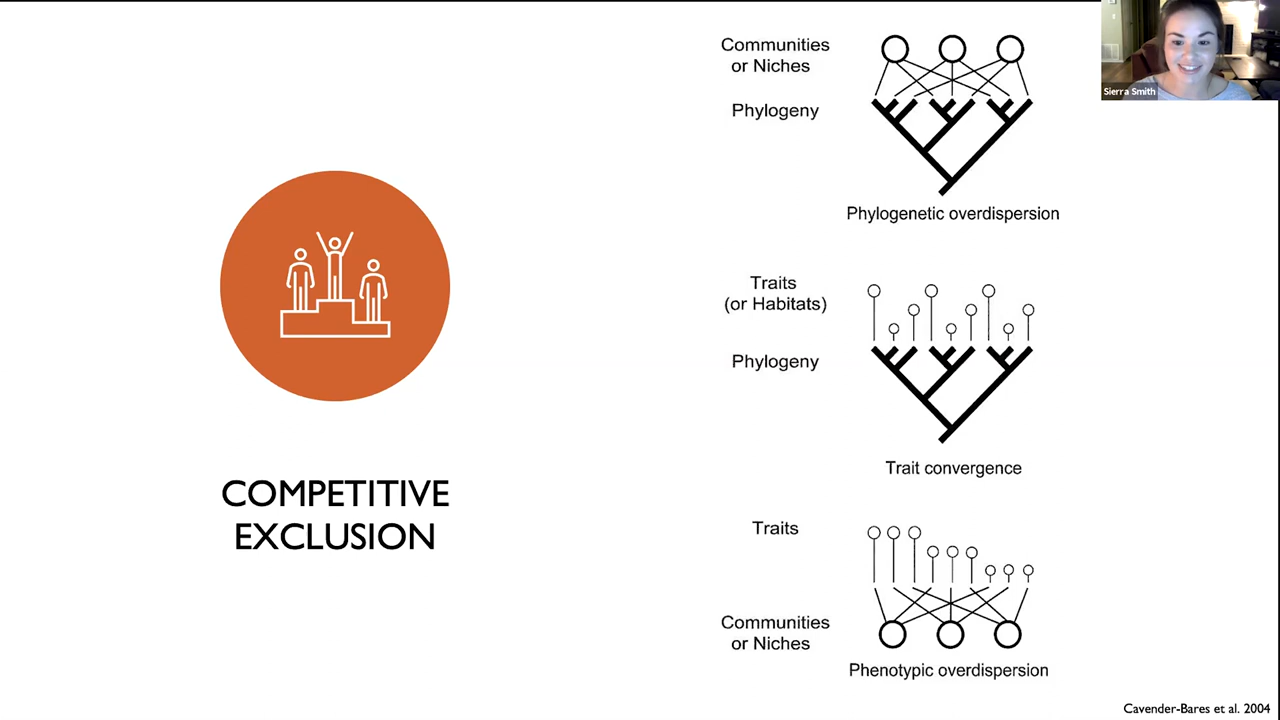 COMPETITIVE
EXCLUSION
Communities
or Niches
Phylogeny
Phylogenetic overdispersion
Traits
(or Habitats)
Phylogeny
Trait convergence
Traits
Communities
or Niches
Phenotypic overdispersion
Cavender-Bares et al. 2004
Sierra Smith